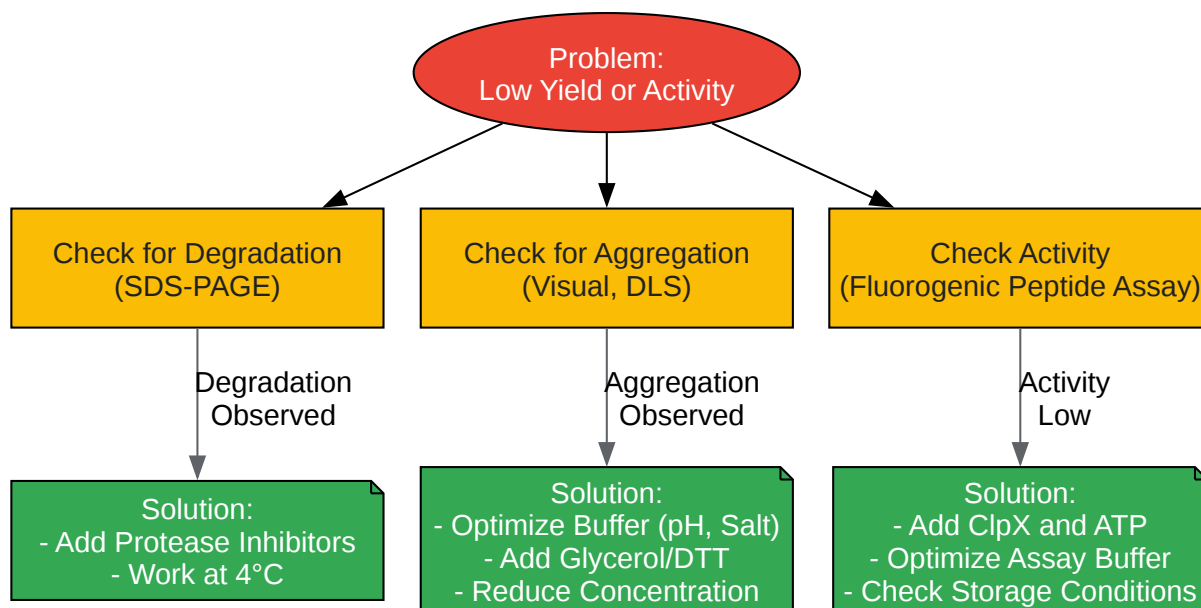 Problem:
Low Yield or Activity
Check for Degradation
(SDS-PAGE)
Check for Aggregation
(Visual, DLS)
Check Activity
(Fluorogenic Peptide Assay)
Degradation
Observed
Aggregation
Observed
Activity
Low
Solution:
- Add Protease Inhibitors
- Work at 4°C
Solution:
- Optimize Buffer (pH, Salt)
- Add Glycerol/DTT
- Reduce Concentration
Solution:
- Add ClpX and ATP
- Optimize Assay Buffer
- Check Storage Conditions